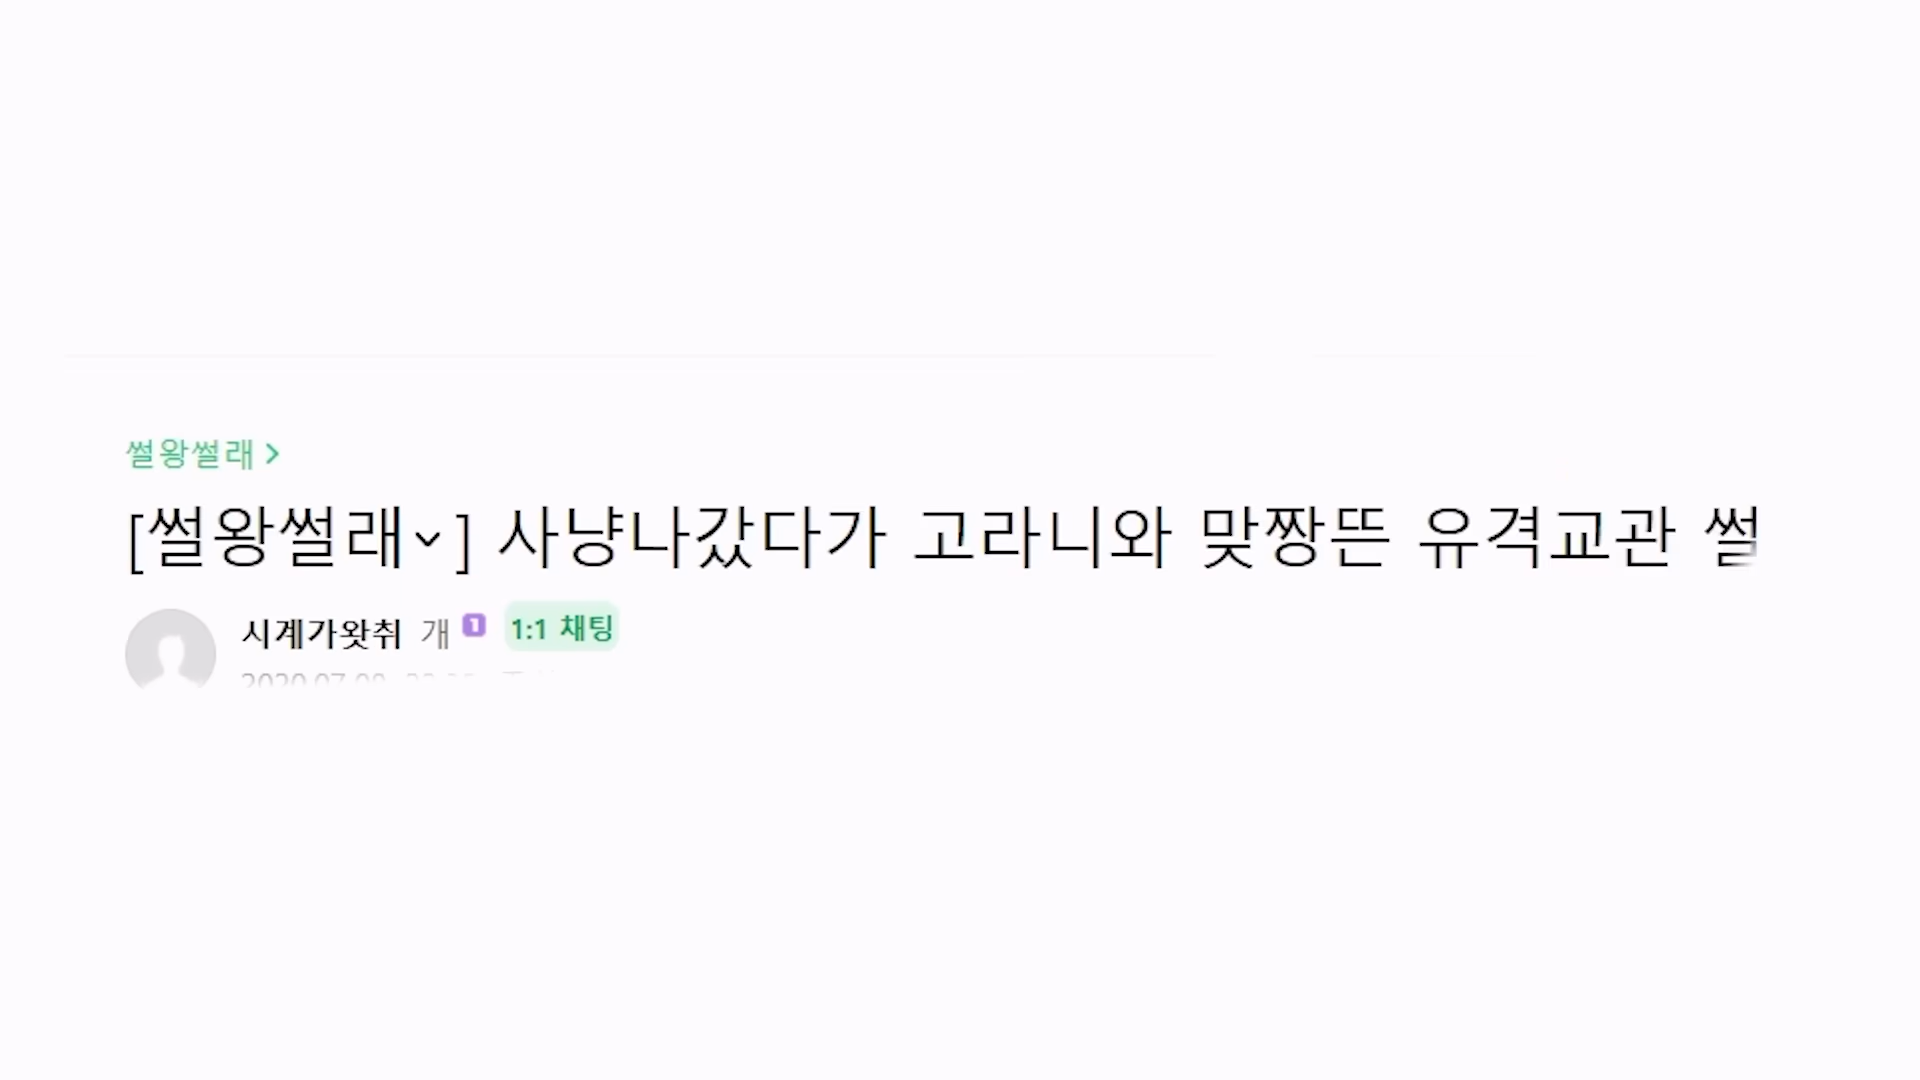 썰왕썰래 >
[썰왕썰래⌄] 사냥나갔다가 고라니와 맞짱뜬 유격교관 썰
시계가왓취 개 1 1:1 채팅